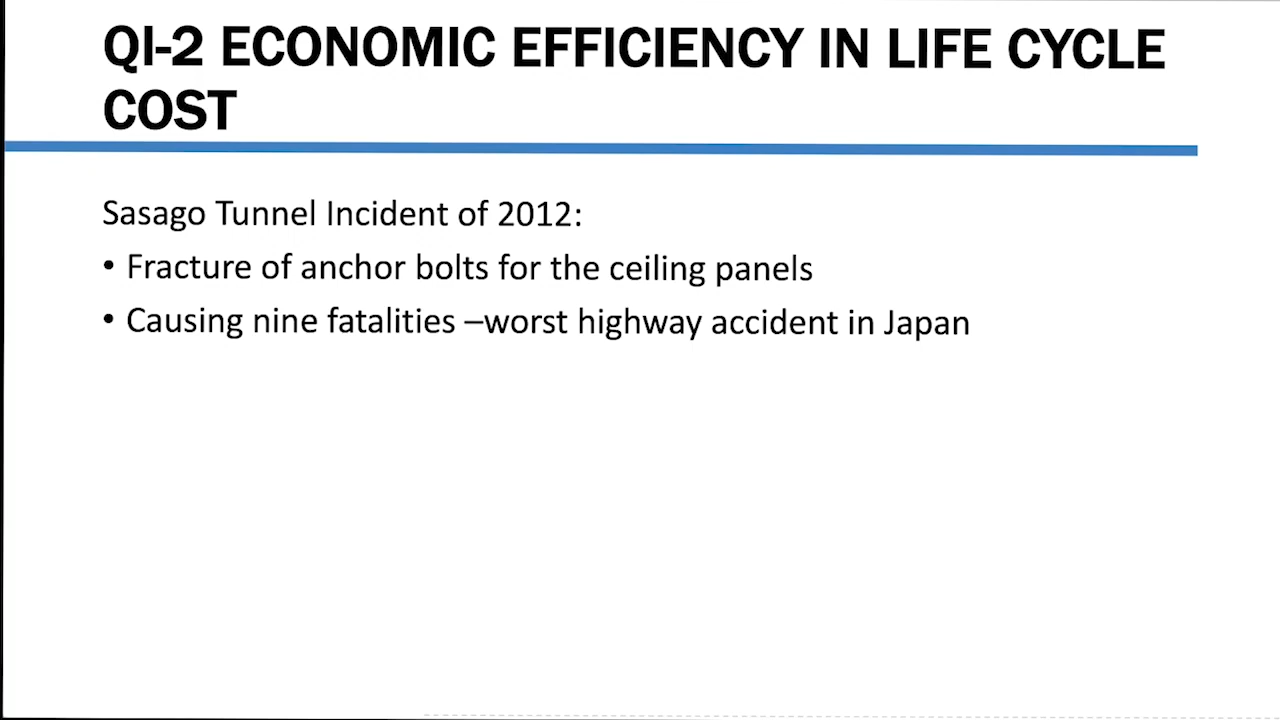 QI-2 ECONOMIC EFFICIENCY IN LIFE CYCLE
COST
Sasago Tunnel Incident of 2012:
• Fracture of anchor bolts for the ceiling panels
• Causing nine fatalities –worst highway accident in Japan